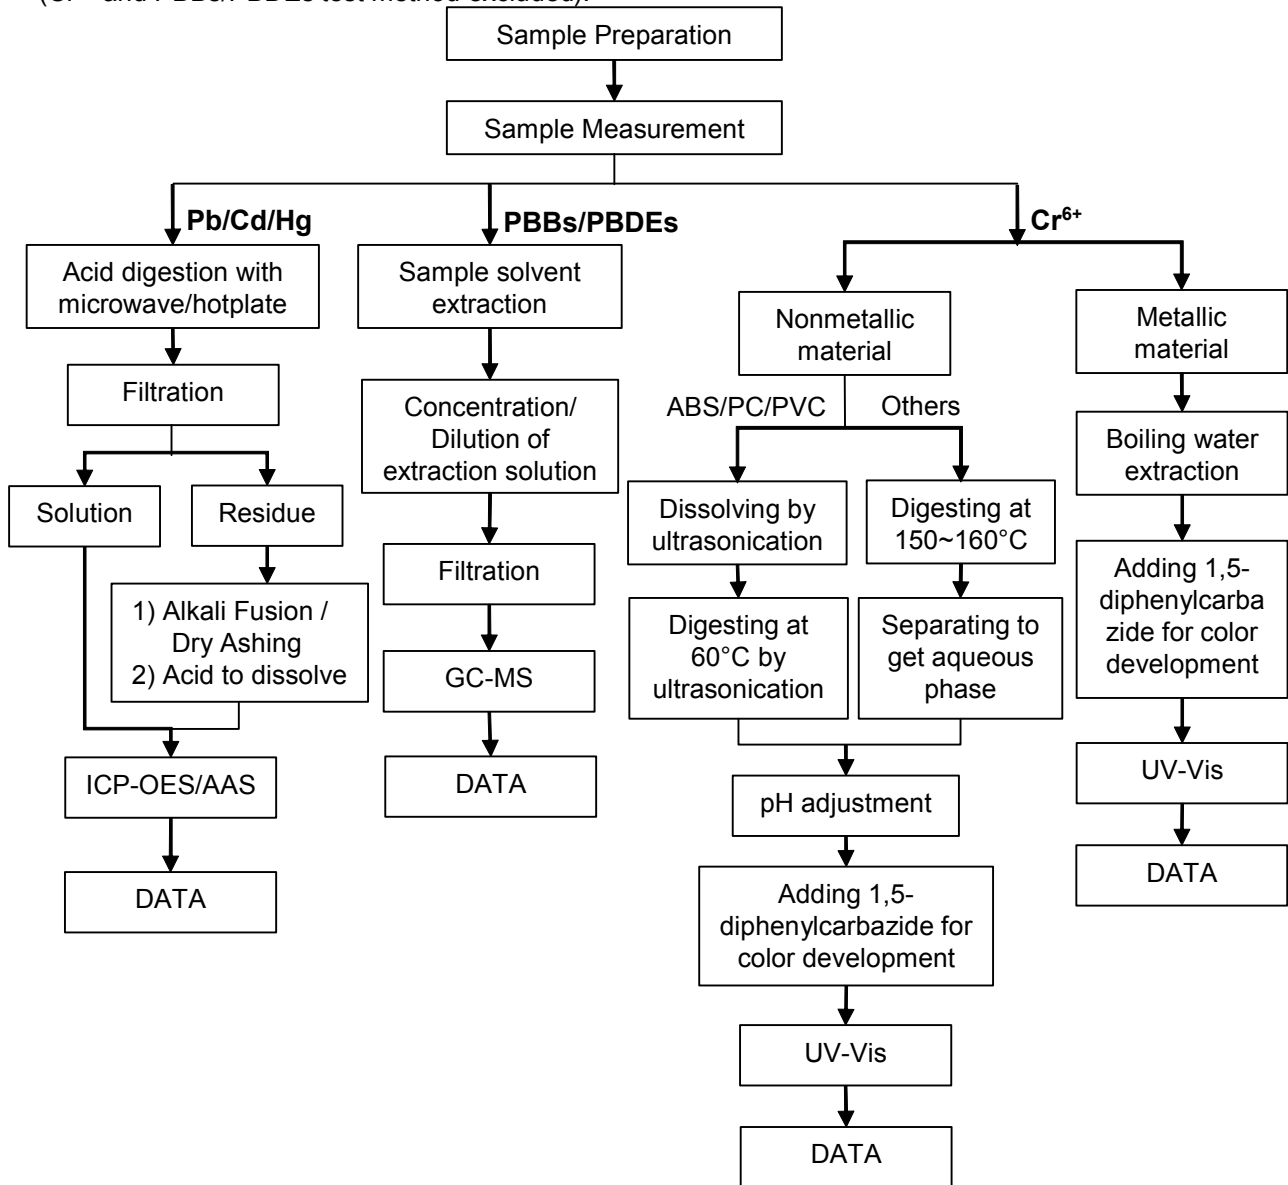 Sample Preparation
Sample Measurement
Pb/Cd/Hg
Acid digestion with
microwave/hotplate
Filtration
Solution
Residue
1) Alkali Fusion /
Dry Ashing
2) Acid to dissolve
ICP-OES/AAS
DATA
PBBs/PBDEs
Sample solvent
extraction
Concentration/
Dilution of
extraction solution
Filtration
GC-MS
DATA
Cr⁶⁺
Nonmetallic
material
ABS/PC/PVC
Others
Dissolving by
ultrasonication
Digesting at
60°C by
ultrasonication
Digesting at
150~160°C
Separating to
get aqueous
phase
pH adjustment
Adding 1,5-
diphenylcarbazide for
color development
UV-Vis
DATA
Metallic
material
Boiling water
extraction
Adding 1,5-
diphenylcarba
zide for color
development
UV-Vis
DATA